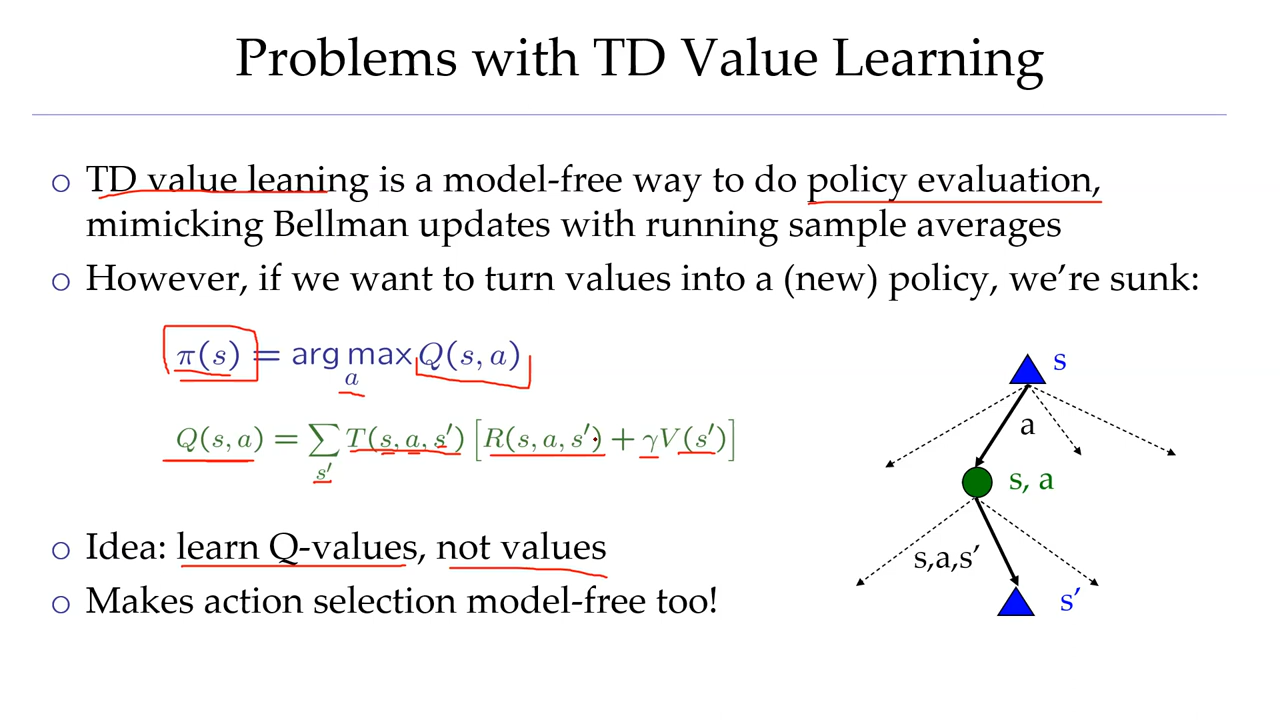 Problems with TD Value Learning
TD value leaning is a model-free way to do policy evaluation,
mimicking Bellman updates with running sample averages
However, if we want to turn values into a (new) policy, we're sunk:
π(s) = arg max Q(s, a)
a
Q(s, a) = ∑ T(s, a, s′) [R(s, a, s′) + γV(s′)]
s′
Idea: learn Q-values, not values
Makes action selection model-free too!
s
a
s, a
s,a,s’
s’